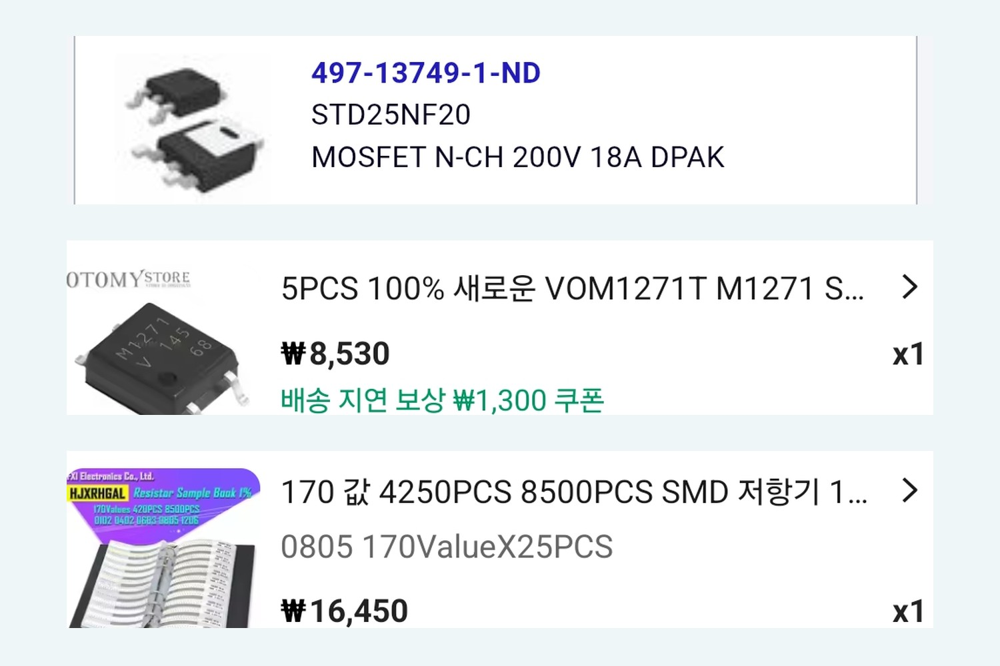 497-13749-1-ND
STD25NF20
MOSFET N-CH 200V 18A DPAK
OTOMY STORE
M1271
V 145
68
5PCS 100% 새로운 VOM1271T M1271 S...
₩8,530
x1
배송 지연 보상 ₩1,300 쿠폰
Electronics Co., Ltd.
HJXRHGAL Resistor Sample Book 1%
170Values 420PCS 8500PCS
0102 0402 0603 0805 1206
170 값 4250PCS 8500PCS SMD 저항기 1...
0805 170ValueX25PCS
₩16,450
x1